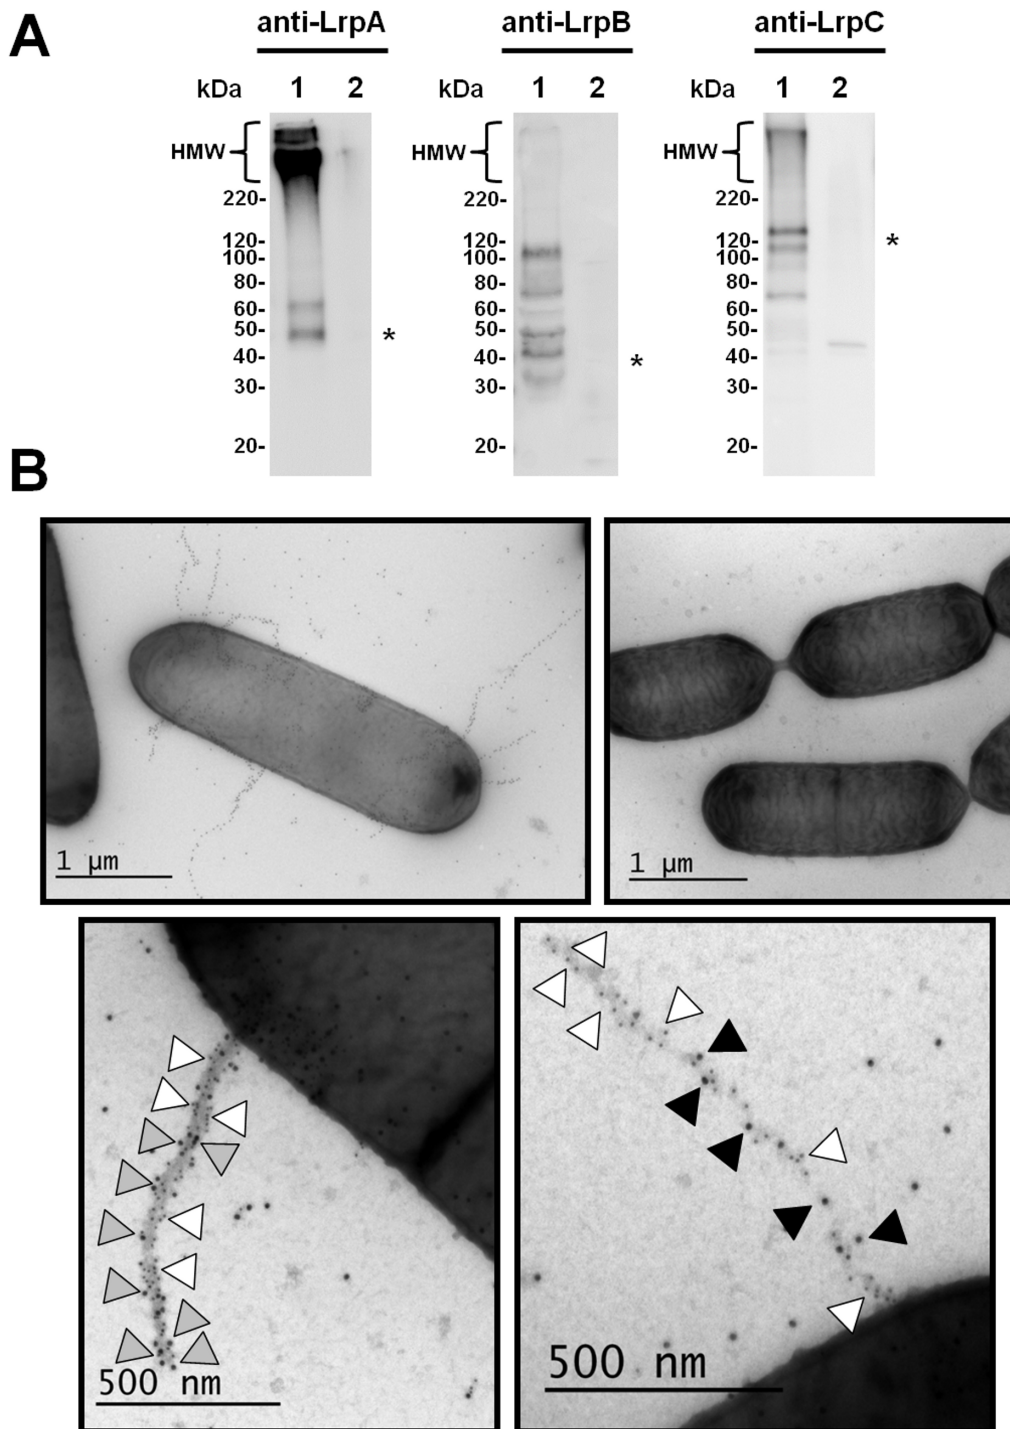 A
anti-LrpA anti-LrpB anti-LrpC
kDa 1 2 kDa 1 2 kDa 1 2
HMW HMW HMW
220- 220- 220-
120- 120- 120- *
100- 100- 100-
80- 80- 80-
60- 60- 60-
50- * 50- 50-
40- 40- * 40-
30- 30- 30-
20- 20- 20-
B
1 µm 1 µm
500 nm 500 nm